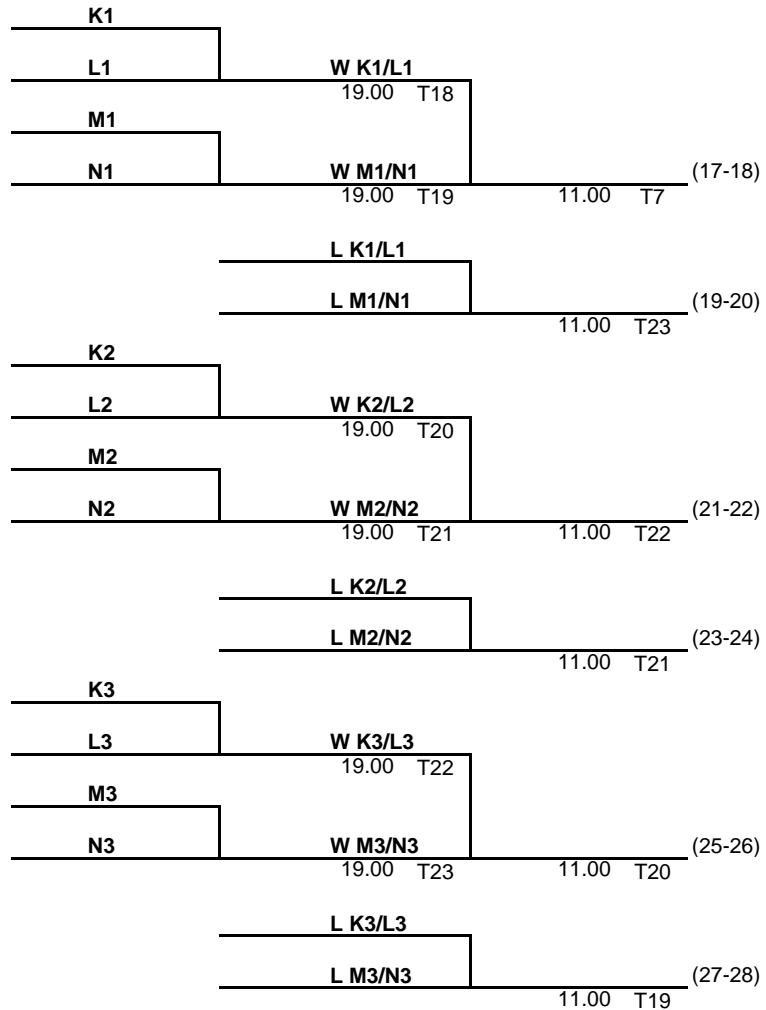 K1
L1 W K1/L1
19.00 T18
M1
N1 W M1/N1 (17-18)
19.00 T19 11.00 T7
L K1/L1
L M1/N1 (19-20)
11.00 T23
K2
L2 W K2/L2
19.00 T20
M2
N2 W M2/N2 (21-22)
19.00 T21 11.00 T22
L K2/L2
L M2/N2 (23-24)
11.00 T21
K3
L3 W K3/L3
19.00 T22
M3
N3 W M3/N3 (25-26)
19.00 T23 11.00 T20
L K3/L3
L M3/N3 (27-28)
11.00 T19